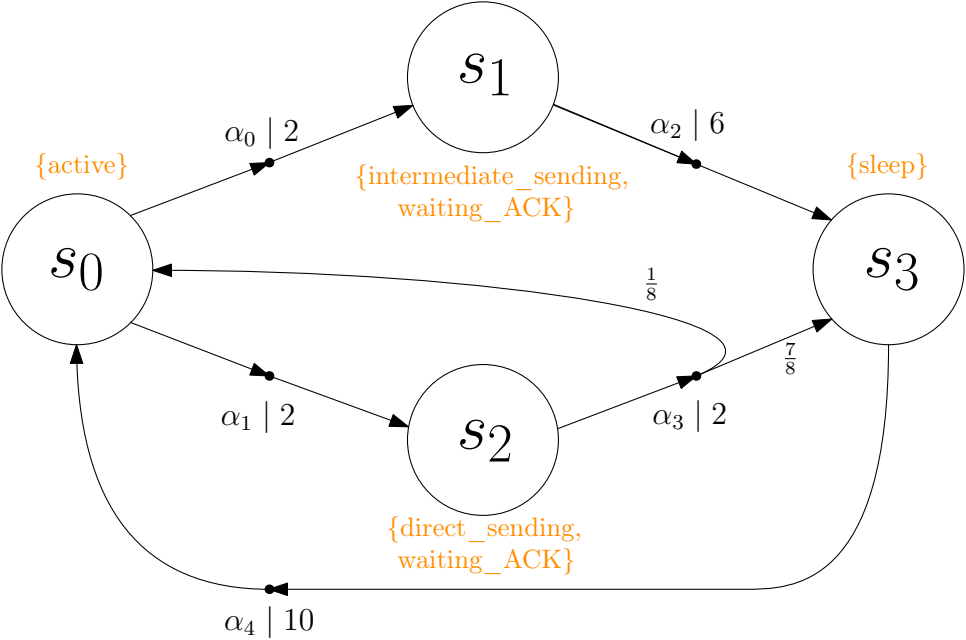 s₁
α₀ | 2
α₂ | 6
{active}
{intermediate_sending,
waiting_ACK}
{sleep}
s₀
s₃
1/8
7/8
α₁ | 2
α₃ | 2
s₂
{direct_sending,
waiting_ACK}
α₄ | 10